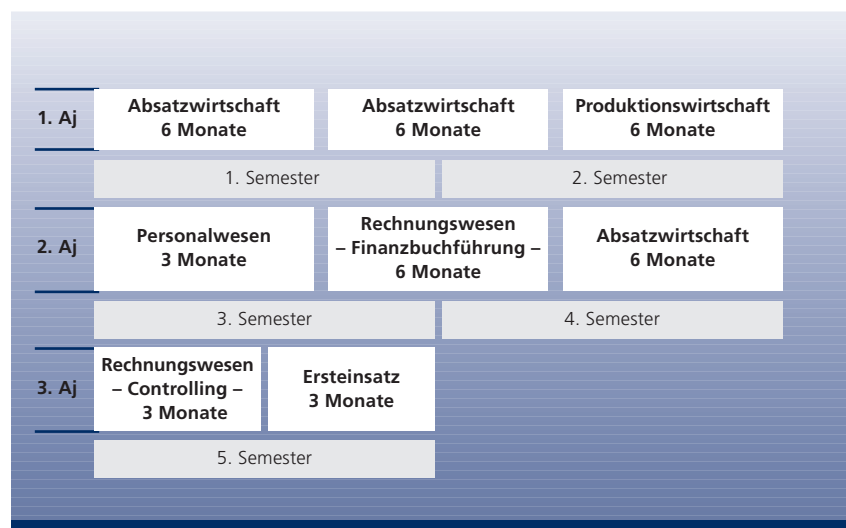 1. Aj
Absatzwirtschaft
6 Monate
Absatzwirtschaft
6 Monate
Produktionswirtschaft
6 Monate
1. Semester
2. Semester
2. Aj
Personalwesen
3 Monate
Rechnungswesen
– Finanzbuchführung –
6 Monate
Absatzwirtschaft
6 Monate
3. Semester
4. Semester
3. Aj
Rechnungswesen
– Controlling –
3 Monate
Ersteinsatz
3 Monate
5. Semester